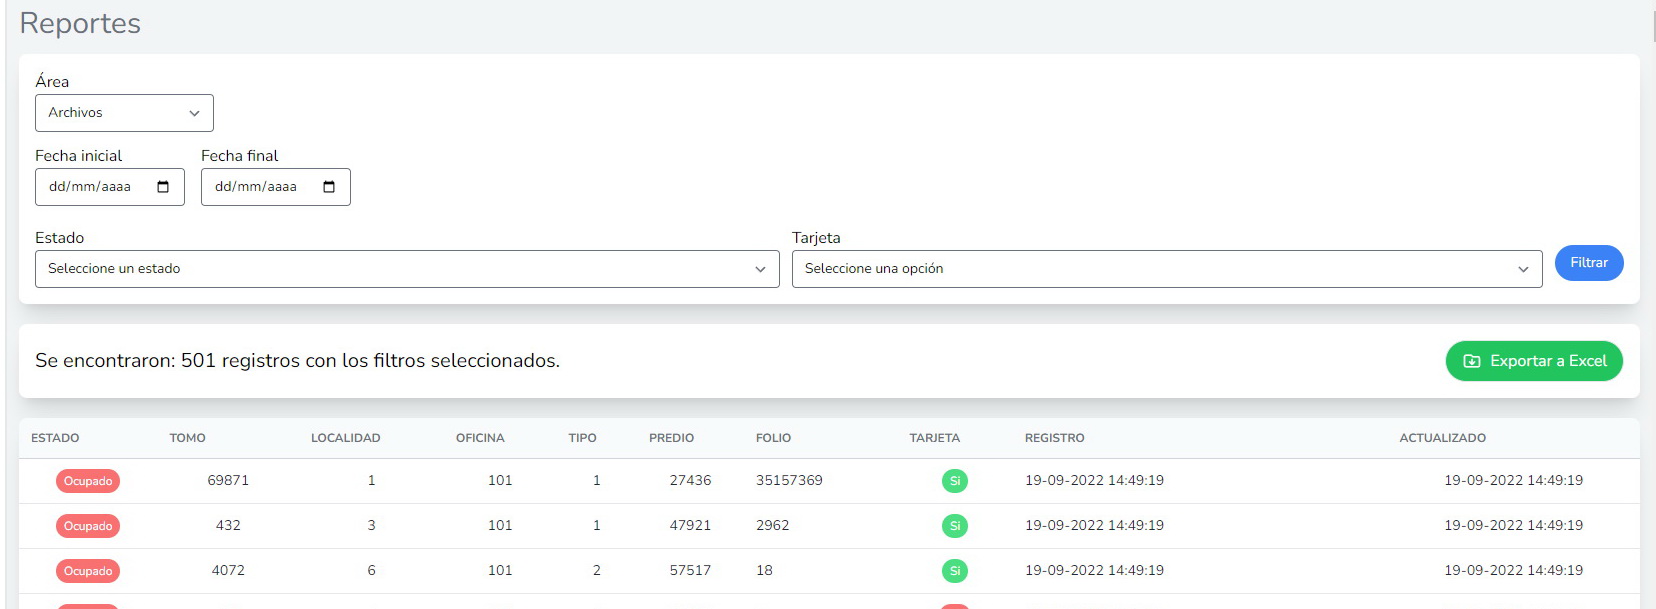 Reportes
Área
Archivos
Fecha inicial Fecha final
dd/mm/aaaa dd/mm/aaaa
Estado Tarjeta
Seleccione un estado Seleccione una opción Filtrar
Se encontraron: 501 registros con los filtros seleccionados. Exportar a Excel
ESTADO TOMO LOCALIDAD OFICINA TIPO PREDIO FOLIO TARJETA REGISTRO ACTUALIZADO
Ocupado 69871 1 101 1 27436 35157369 Si 19-09-2022 14:49:19 19-09-2022 14:49:19
Ocupado 432 3 101 1 47921 2962 Si 19-09-2022 14:49:19 19-09-2022 14:49:19
Ocupado 4072 6 101 2 57517 18 Si 19-09-2022 14:49:19 19-09-2022 14:49:19